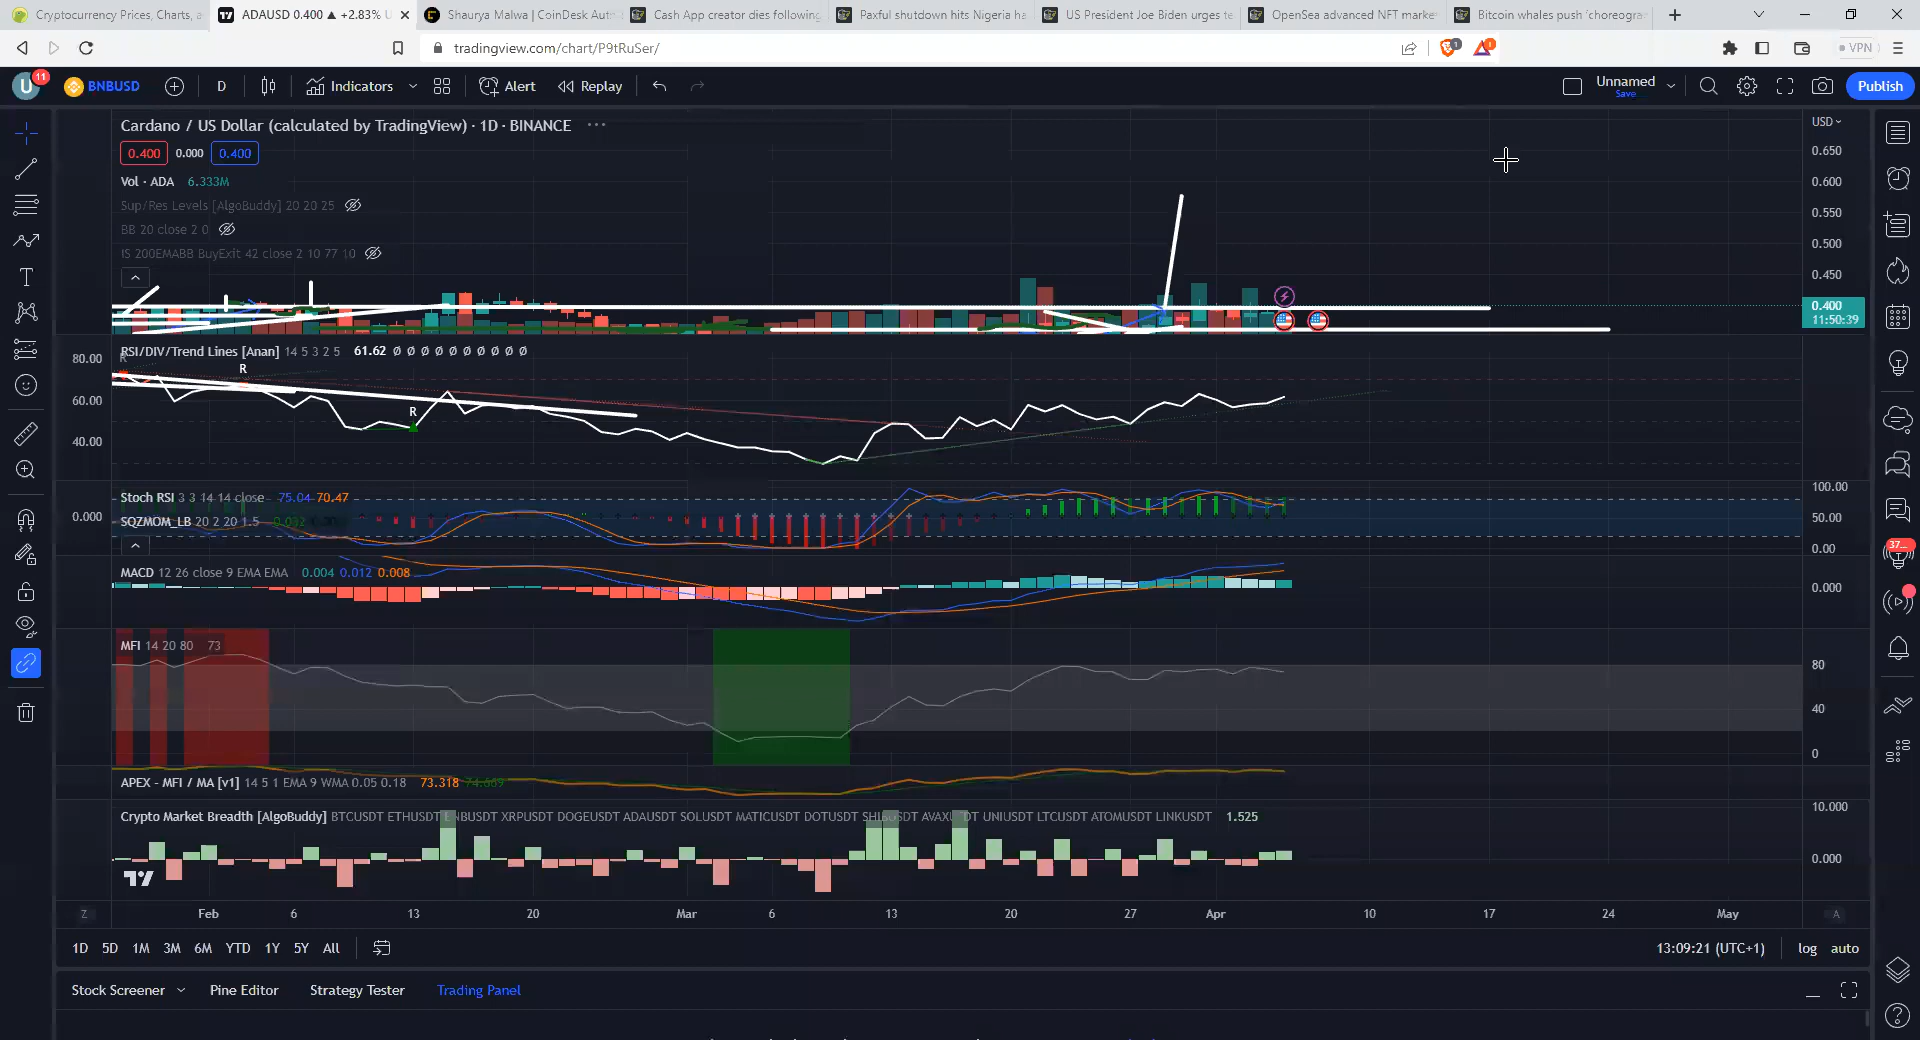 Cryptocurrency Prices, Charts, a
ADAUSD 0.400 ▲ +2.83% U
Shaurya Malwa | CoinDesk Auth
Cash App creator dies following
Paxful shutdown hits Nigeria ha
US President Joe Biden urges te
OpenSea advanced NFT market
Bitcoin whales push 'choreogra
tradingview.com/chart/P9tRuSer/
VPN
U 11 BNBUSD D Indicators Alert Replay Unnamed Save Publish
Cardano / US Dollar (calculated by TradingView) · 1D · BINANCE ···
USD
0.400 0.000 0.400
0.650
Vol · ADA 6.333M
0.600
Sup/Res Levels [AlgoBuddy] 20 20 25
0.550
BB 20 close 2 0
0.500
IS 200EMABB BuyExit 42 close 2 10 77 10
0.450
0.400
11:50:39
RSI/DIV/Trend Lines [Anan] 14 5 3 2 5 61.62 Ø Ø Ø Ø Ø Ø Ø Ø Ø
80.00
R
R
60.00
R
40.00
Stoch RSI 3 3 14 14 close 75.04 70.47
100.00
0.000
SQZMOM_LB 20 2 20 1.5
50.00
0.00
MACD 12 26 close 9 EMA EMA 0.004 0.012 0.008
0.000
37...
MFI 14 20 80 73
80
40
0
APEX - MFI / MA [v1] 14 5 1 EMA 9 WMA 0.05 0.18 73.318
10.000
Crypto Market Breadth [AlgoBuddy] BTCUSDT ETHUSDT BNBUSDT XRPUSDT DOGEUSDT ADAUSDT SOLUSDT MATICUSDT DOTUSDT SHIBUSDT UNIUSDT LTCUSDT ATOMUSDT LINKUSDT 1.525
0.000
Z Feb 6 13 20 Mar 6 13 20 27 Apr 10 17 24 May A
1D 5D 1M 3M 6M YTD 1Y 5Y All
13:09:21 (UTC+1) log auto
Stock Screener Pine Editor Strategy Tester Trading Panel